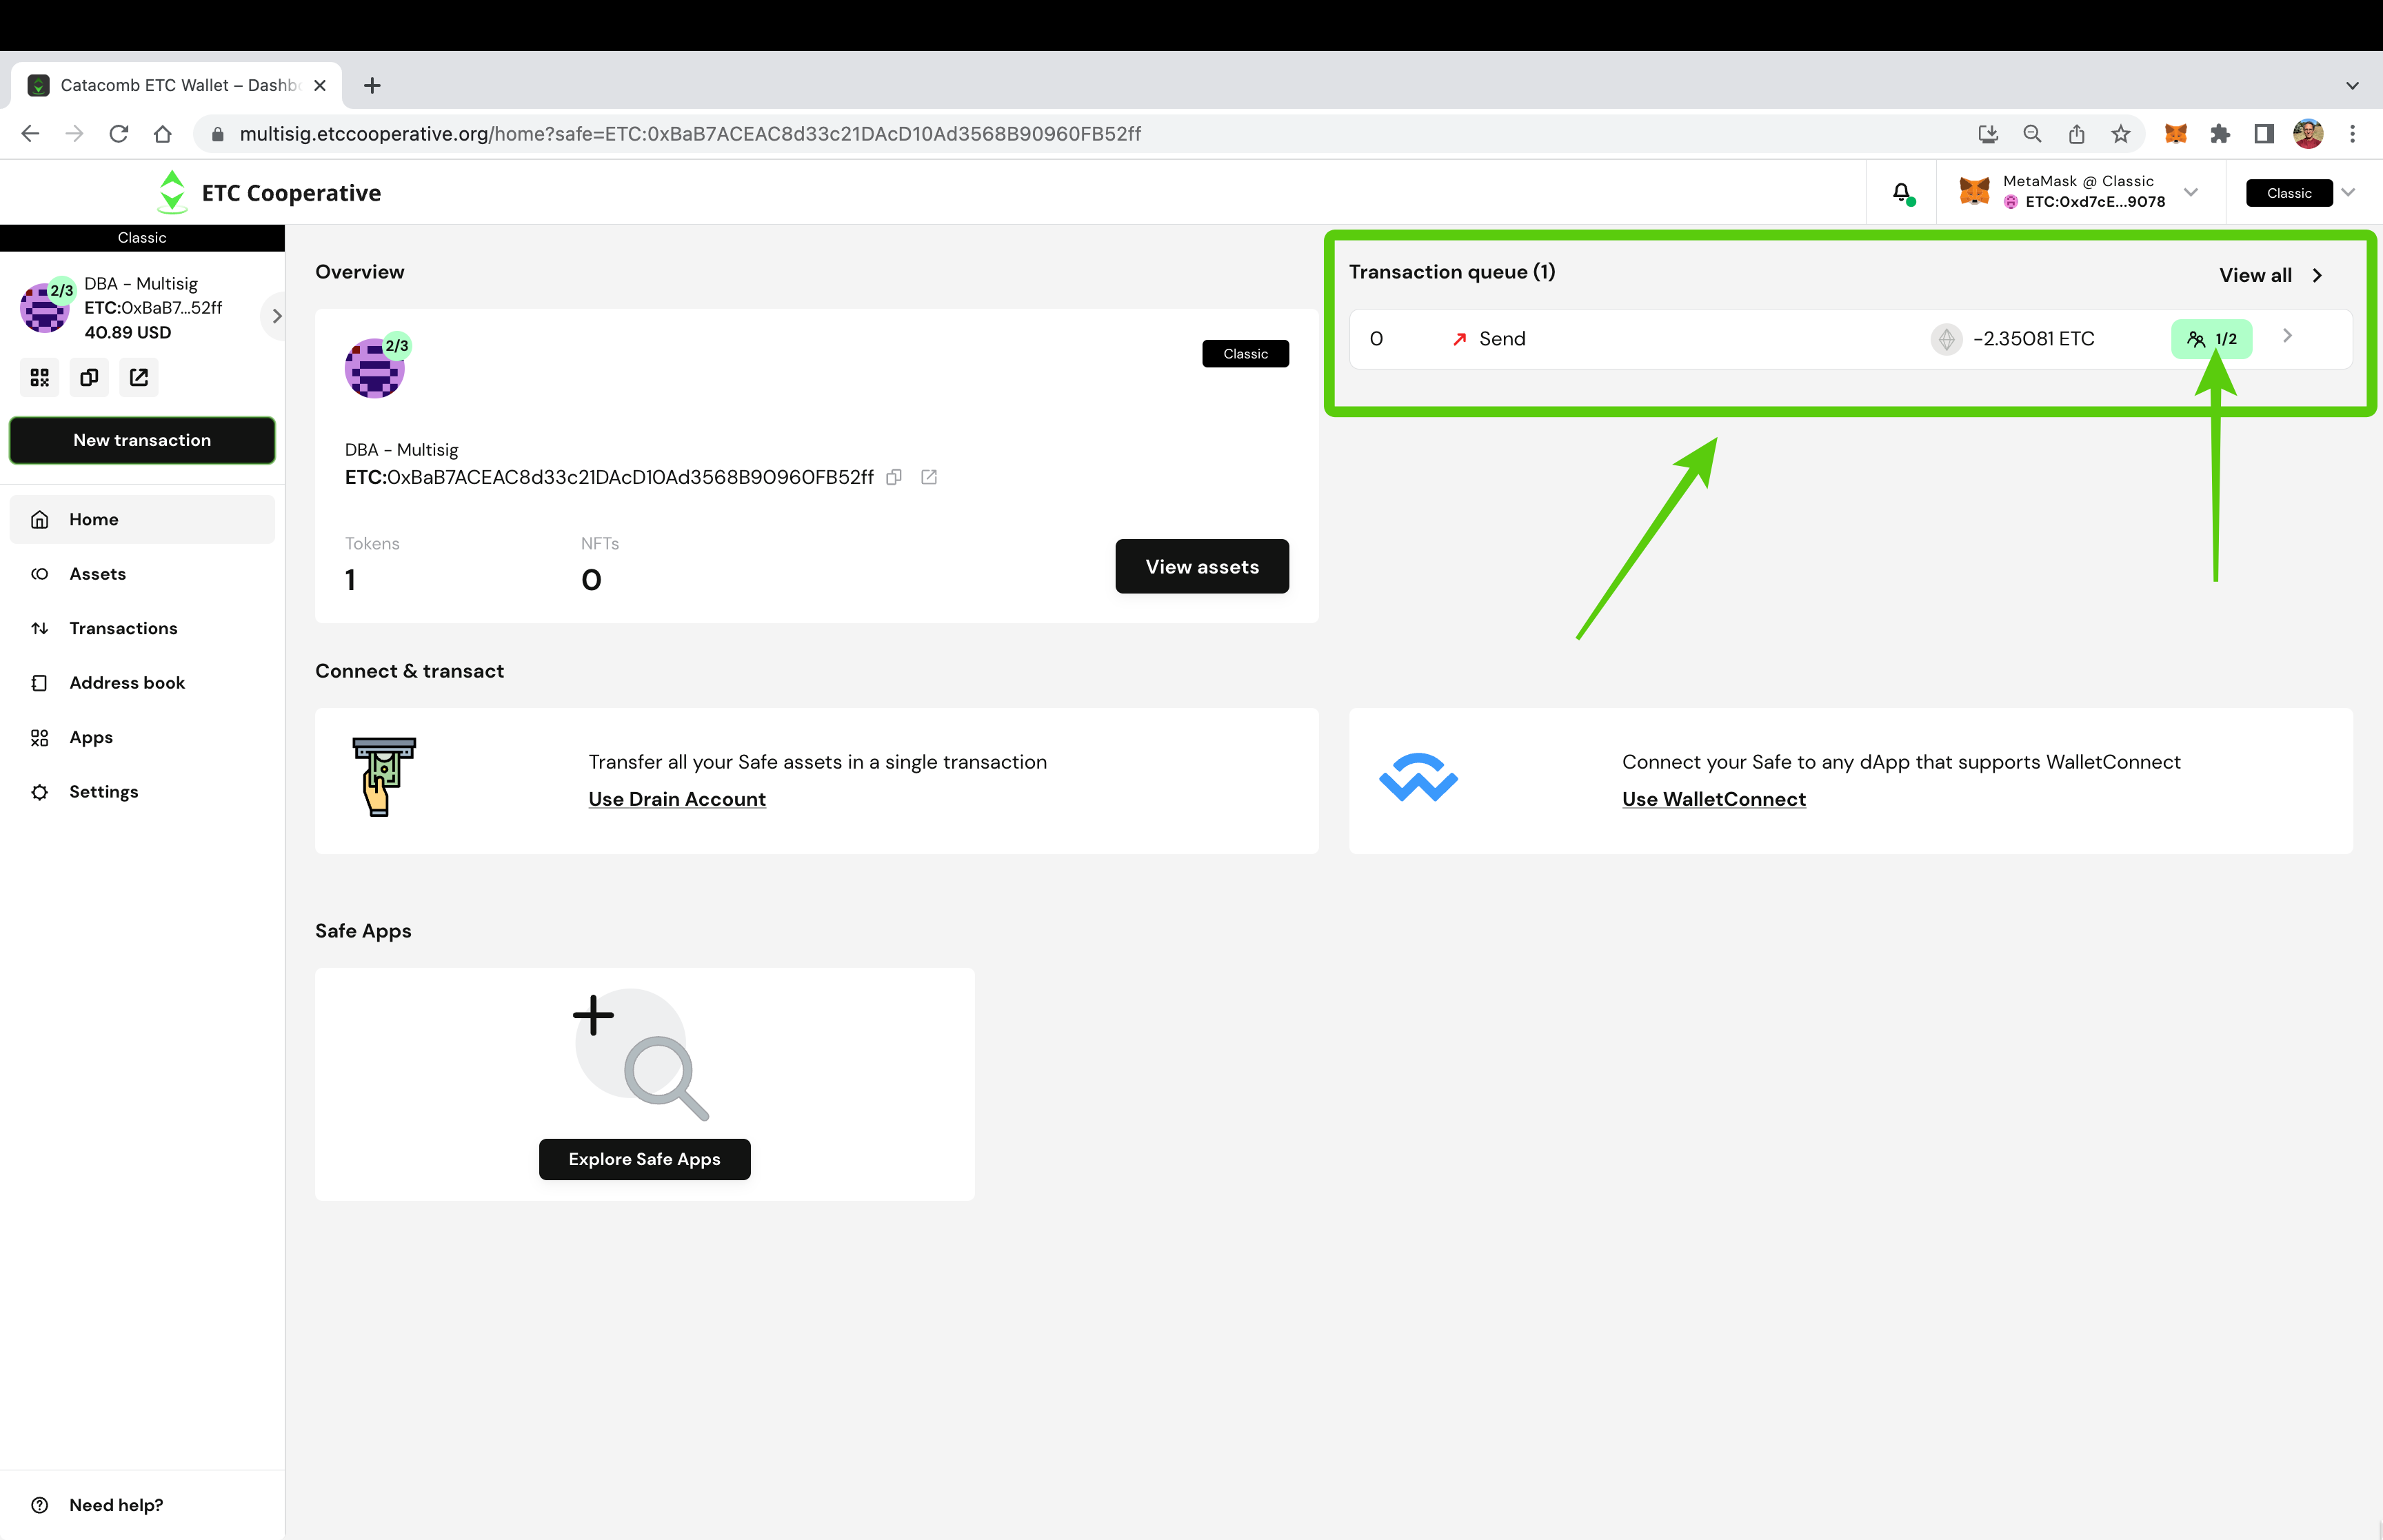 Catacomb ETC Wallet – Dashb
multisig.etccooperative.org/home?safe=ETC:0xBaB7ACEAC8d33c21DAcD10Ad3568B90960FB52ff
ETC Cooperative
MetaMask @ Classic
ETC:0xd7cE...9078
Classic
Classic
2/3
DBA - Multisig
ETC:0xBaB7...52ff
40.89 USD
New transaction
Home
Assets
Transactions
Address book
Apps
Settings
Need help?
Overview
2/3
Classic
DBA - Multisig
ETC:0xBaB7ACEAC8d33c21DAcD10Ad3568B90960FB52ff
Tokens
1
NFTs
0
View assets
Transaction queue (1)
View all
0
Send
-2.35081 ETC
1/2
Connect & transact
Transfer all your Safe assets in a single transaction
Use Drain Account
Connect your Safe to any dApp that supports WalletConnect
Use WalletConnect
Safe Apps
Explore Safe Apps